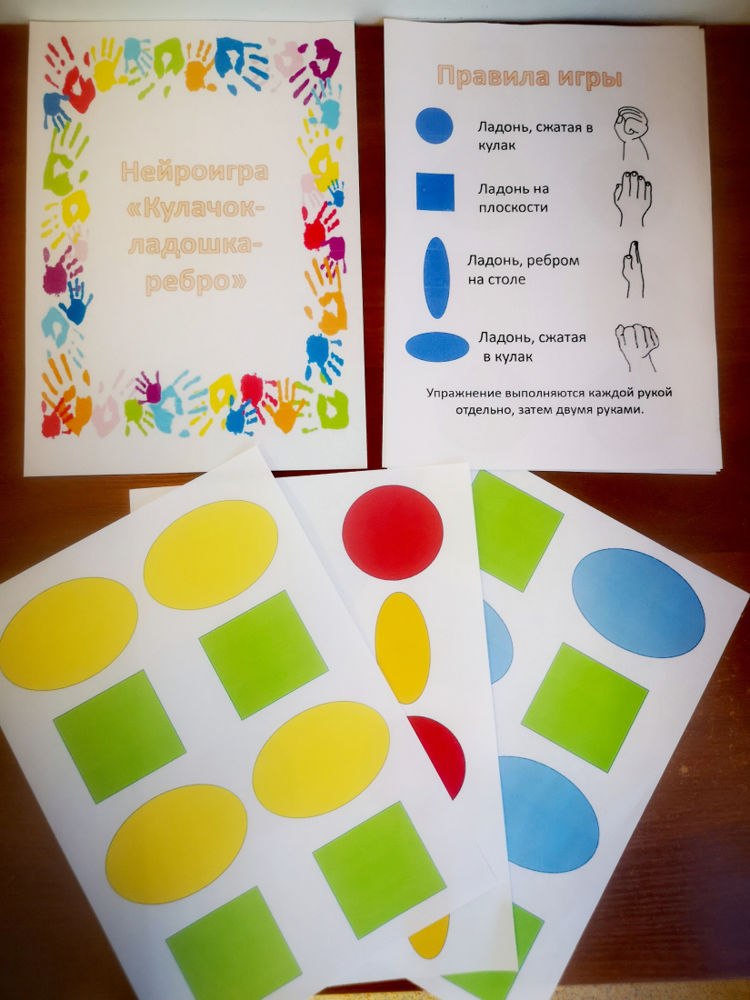 Нейроигра
«Кулачок-
ладошка-
ребро»
Правила игры
Ладонь, сжатая в
кулак
Ладонь на
плоскости
Ладонь, ребром
на столе
Ладонь, сжатая
в кулак
Упражнение выполняются каждой рукой
отдельно, затем двумя руками.